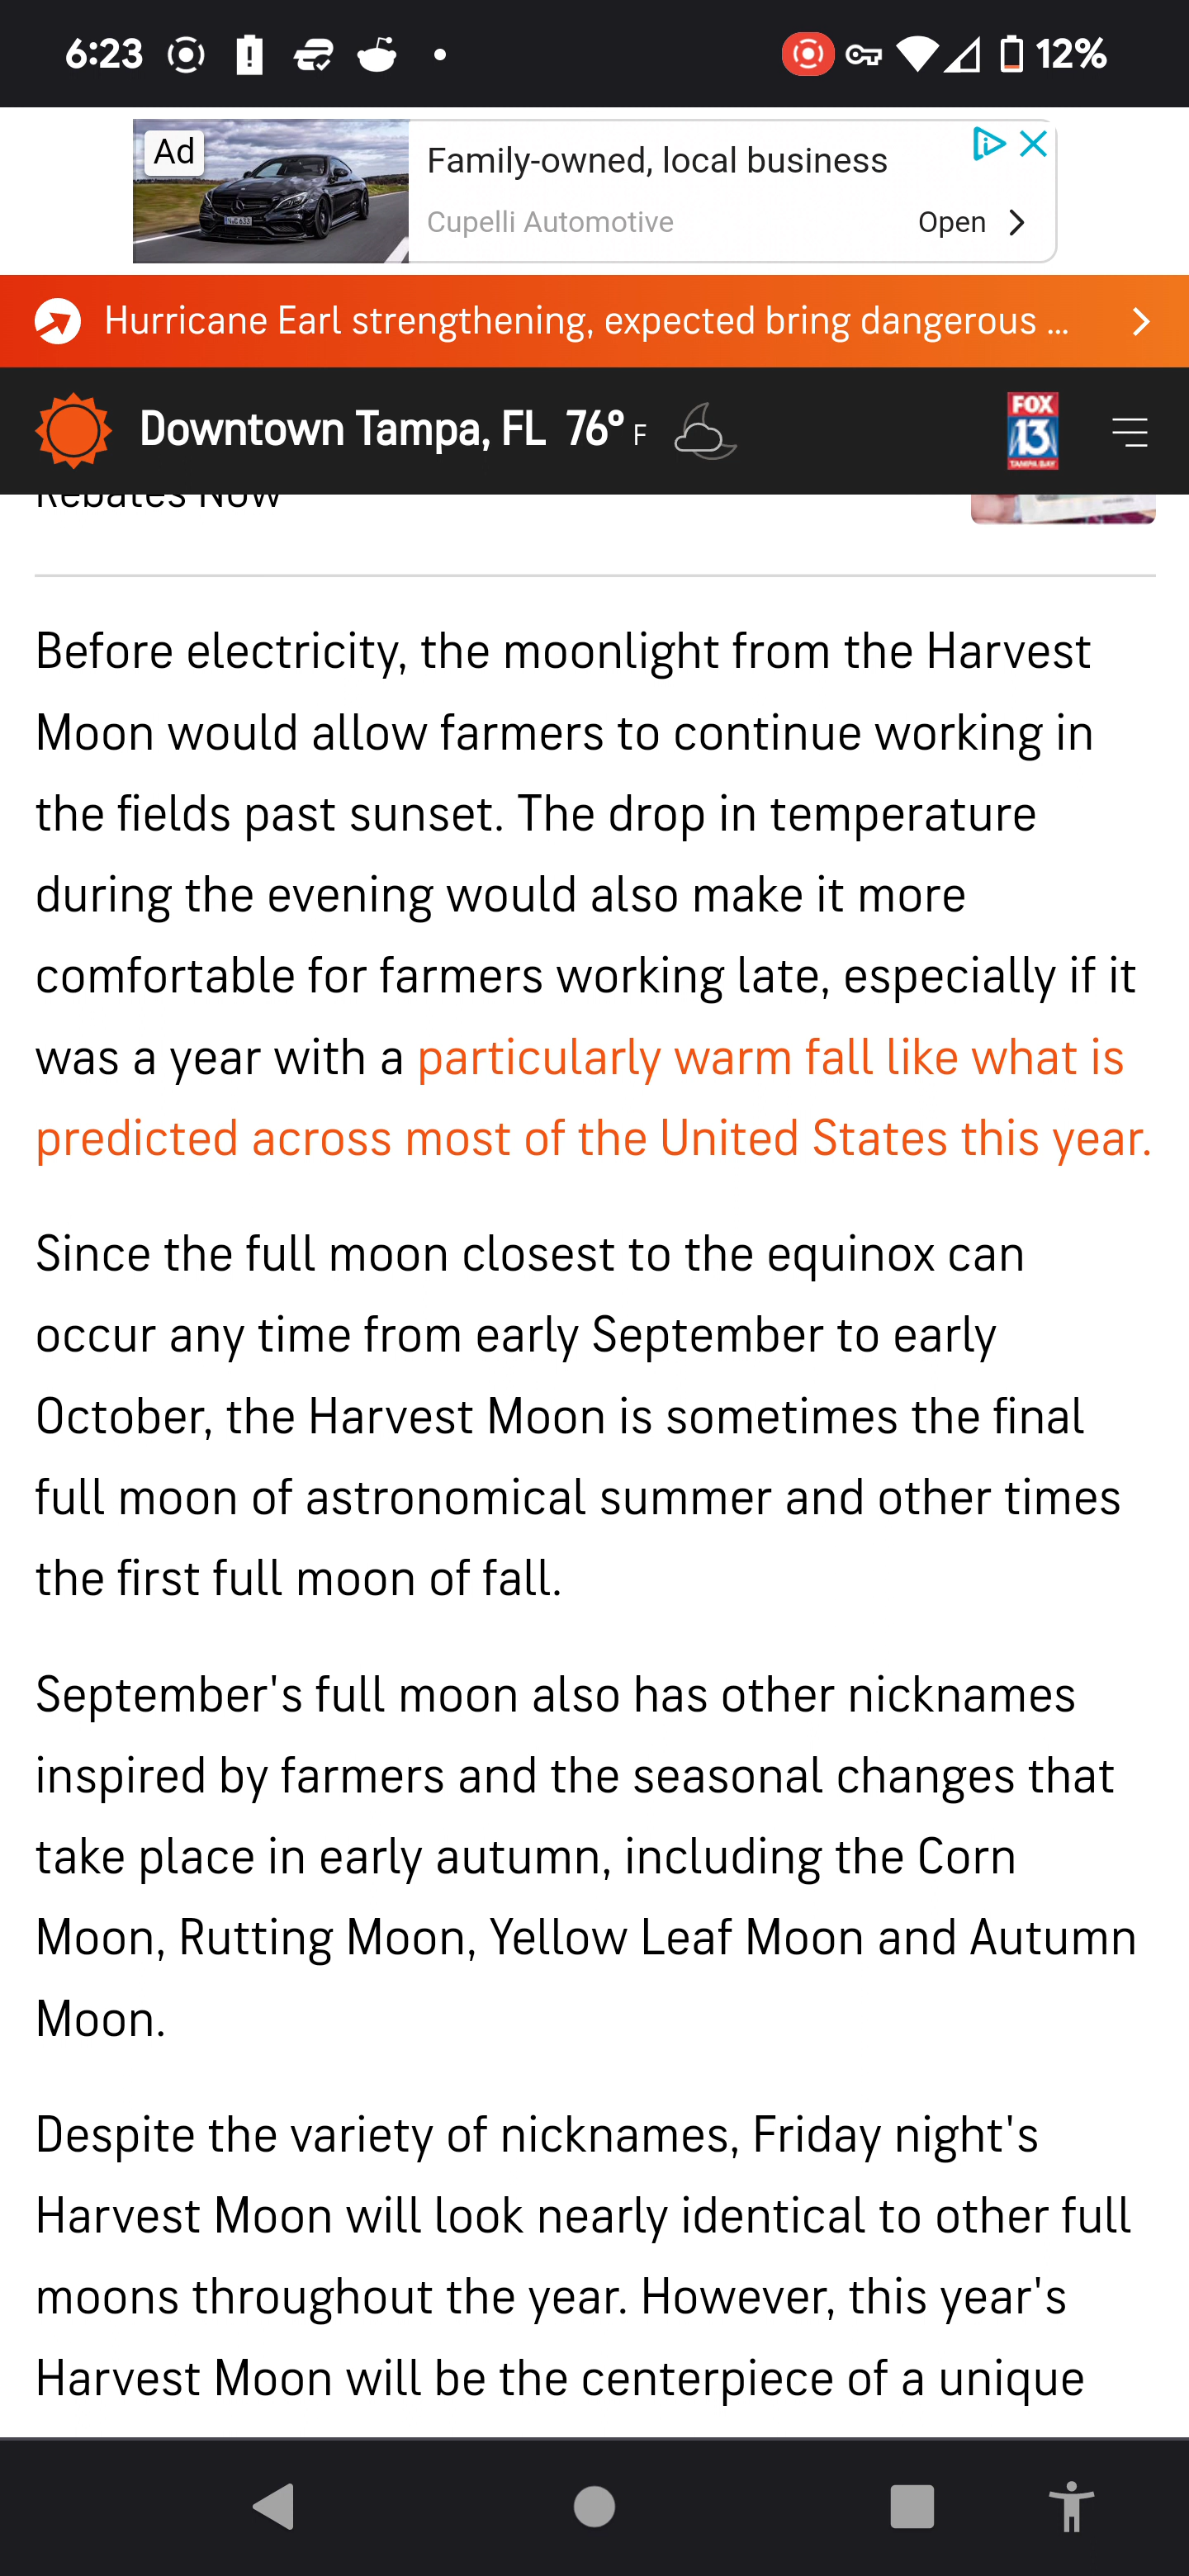 6:23
12%
Ad
Family-owned, local business
Cupelli Automotive
Open
Hurricane Earl strengthening, expected bring dangerous ...
Downtown Tampa, FL 76° F
FOX
13
TAMPA BAY
Rebates Now
Before electricity, the moonlight from the Harvest
Moon would allow farmers to continue working in
the fields past sunset. The drop in temperature
during the evening would also make it more
comfortable for farmers working late, especially if it
was a year with a particularly warm fall like what is
predicted across most of the United States this year.
Since the full moon closest to the equinox can
occur any time from early September to early
October, the Harvest Moon is sometimes the final
full moon of astronomical summer and other times
the first full moon of fall.
September's full moon also has other nicknames
inspired by farmers and the seasonal changes that
take place in early autumn, including the Corn
Moon, Rutting Moon, Yellow Leaf Moon and Autumn
Moon.
Despite the variety of nicknames, Friday night's
Harvest Moon will look nearly identical to other full
moons throughout the year. However, this year's
Harvest Moon will be the centerpiece of a unique